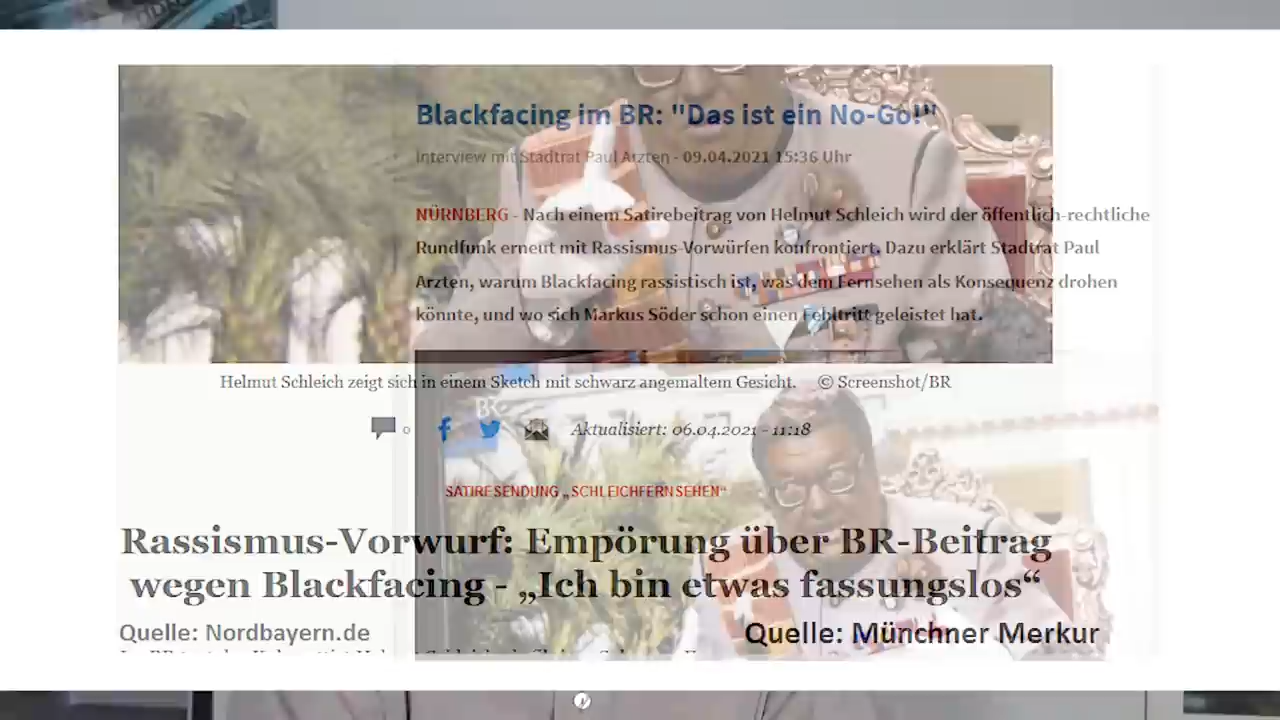 Blackfacing im BR: "Das ist ein No-Go!"
Interview mit Stadtrat Paul Arzten - 09.04.2021 15:36 Uhr
NÜRNBERG - Nach einem Satirebeitrag von Helmut Schleich wird der öffentlich-rechtliche
Rundfunk erneut mit Rassismus-Vorwürfen konfrontiert. Dazu erklärt Stadtrat Paul
Arzten, warum Blackfacing rassistisch ist, was dem Fernsehen als Konsequenz drohen
könnte, und wo sich Markus Söder schon einen Fehltritt geleistet hat.
Helmut Schleich zeigt sich in einem Sketch mit schwarz angemaltem Gesicht. © Screenshot/BR
BR
0 Aktualisiert: 06.04.2021 - 11:18
SATIRESENDUNG „SCHLEICHFERNSEHEN“
Rassismus-Vorwurf: Empörung über BR-Beitrag
wegen Blackfacing - „Ich bin etwas fassungslos“
Quelle: Nordbayern.de
Quelle: Münchner Merkur